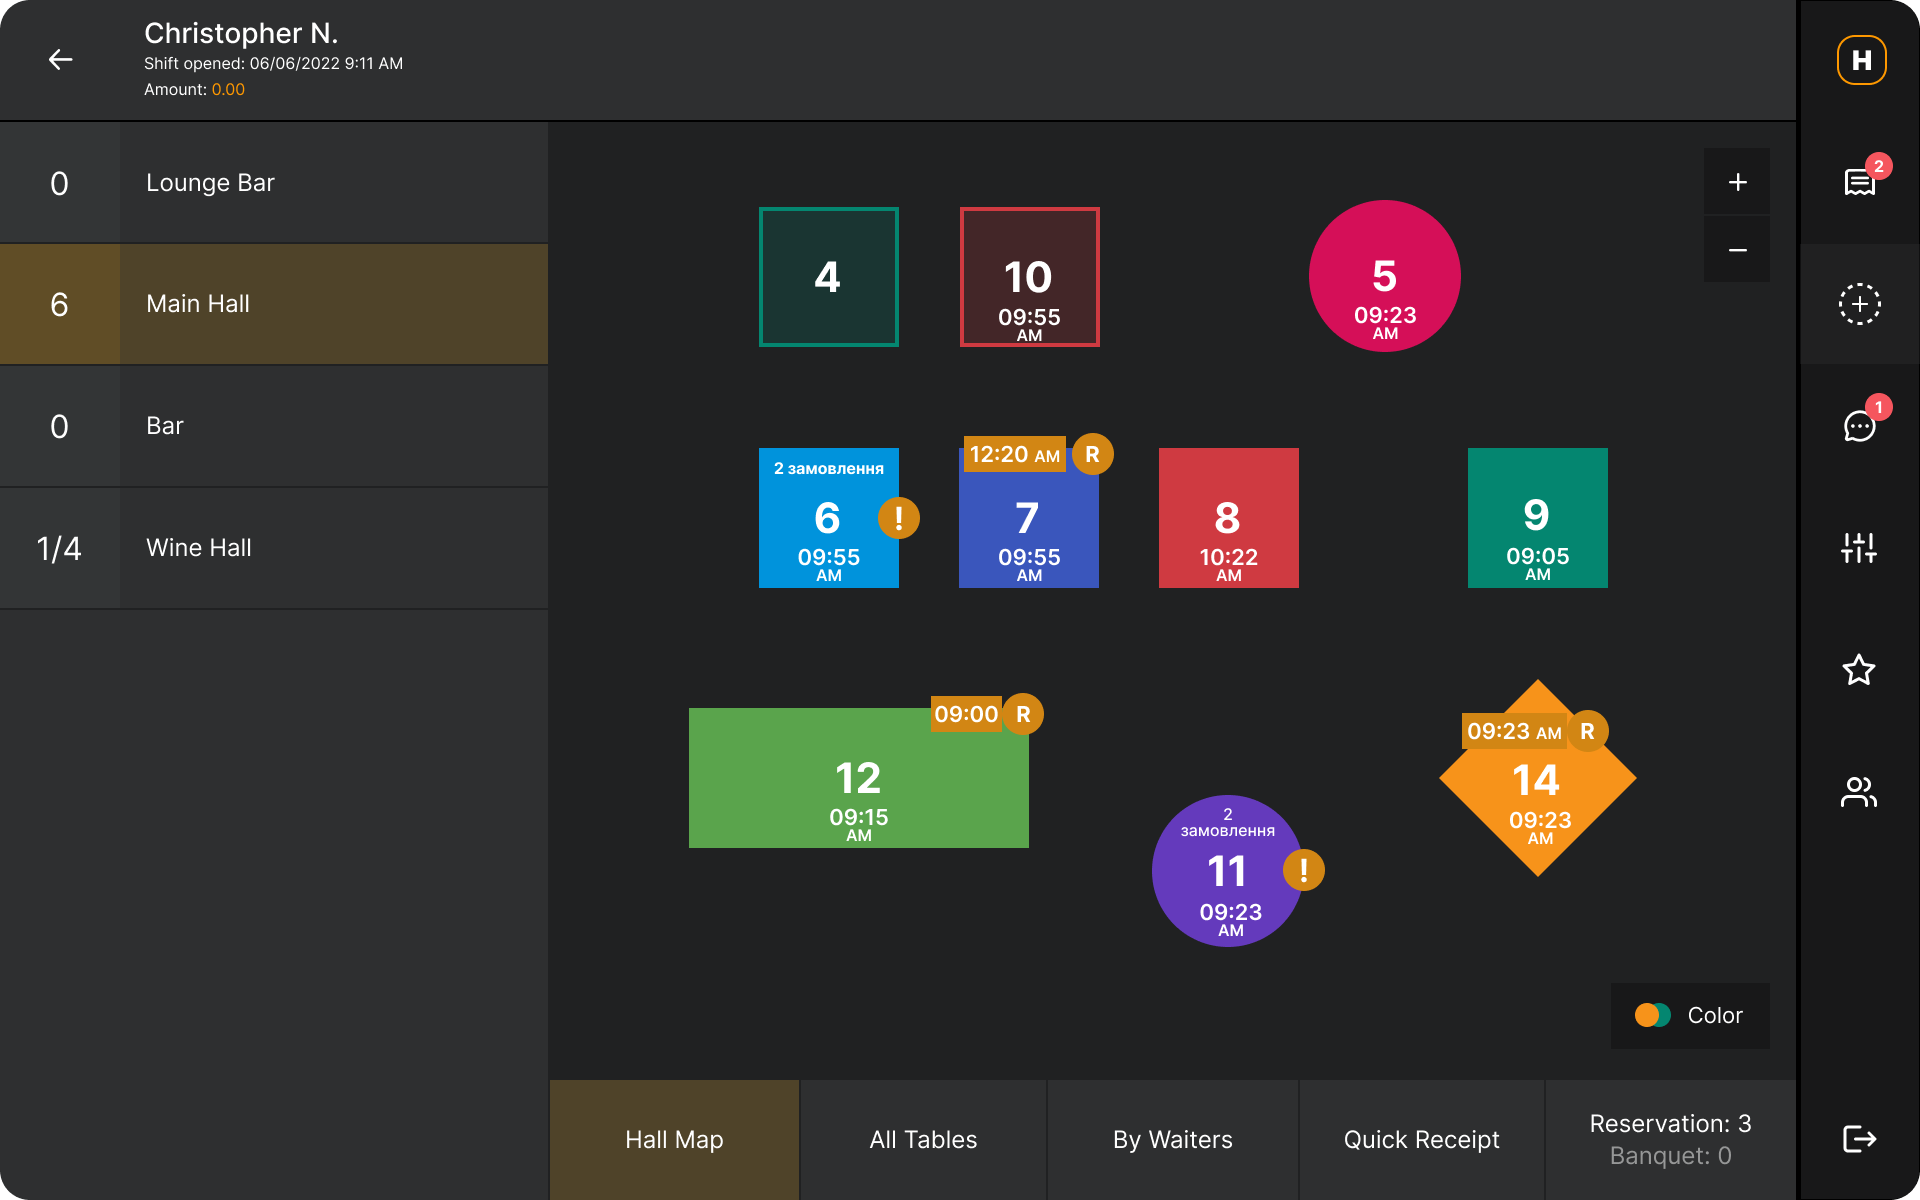 Christopher N.
Shift opened: 06/06/2022 9:11 AM
Amount: 0.00
H
0
Lounge Bar
6
Main Hall
0
Bar
1/4
Wine Hall
4
10
09:55
AM
5
09:23
AM
+
−
2
1
2 замовлення
6
!
09:55
AM
12:20 AM
R
7
09:55
AM
8
10:22
AM
9
09:05
AM
09:00
R
12
09:15
AM
09:23 AM
R
14
09:23
AM
2
замовлення
11
!
09:23
AM
Color
Hall Map
All Tables
By Waiters
Quick Receipt
Reservation: 3
Banquet: 0